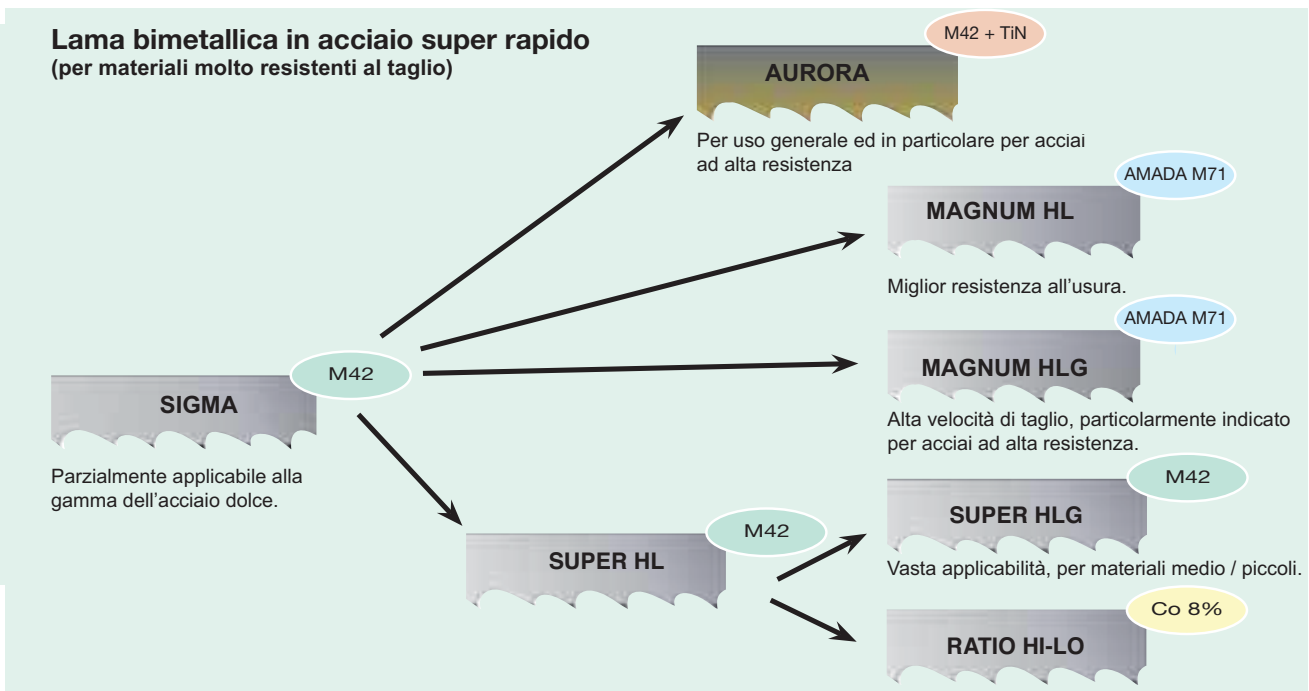 Lama bimetallica in acciaio super rapido
(per materiali molto resistenti al taglio)
M42 + TiN
AURORA
Per uso generale ed in particolare per acciai
ad alta resistenza
AMADA M71
MAGNUM HL
Miglior resistenza all'usura.
AMADA M71
MAGNUM HLG
Alta velocità di taglio, particolarmente indicato
per acciai ad alta resistenza.
M42
SIGMA
Parzialmente applicabile alla
gamma dell'acciaio dolce.
M42
SUPER HL
M42
SUPER HLG
Vasta applicabilità, per materiali medio / piccoli.
Co 8%
RATIO HI-LO